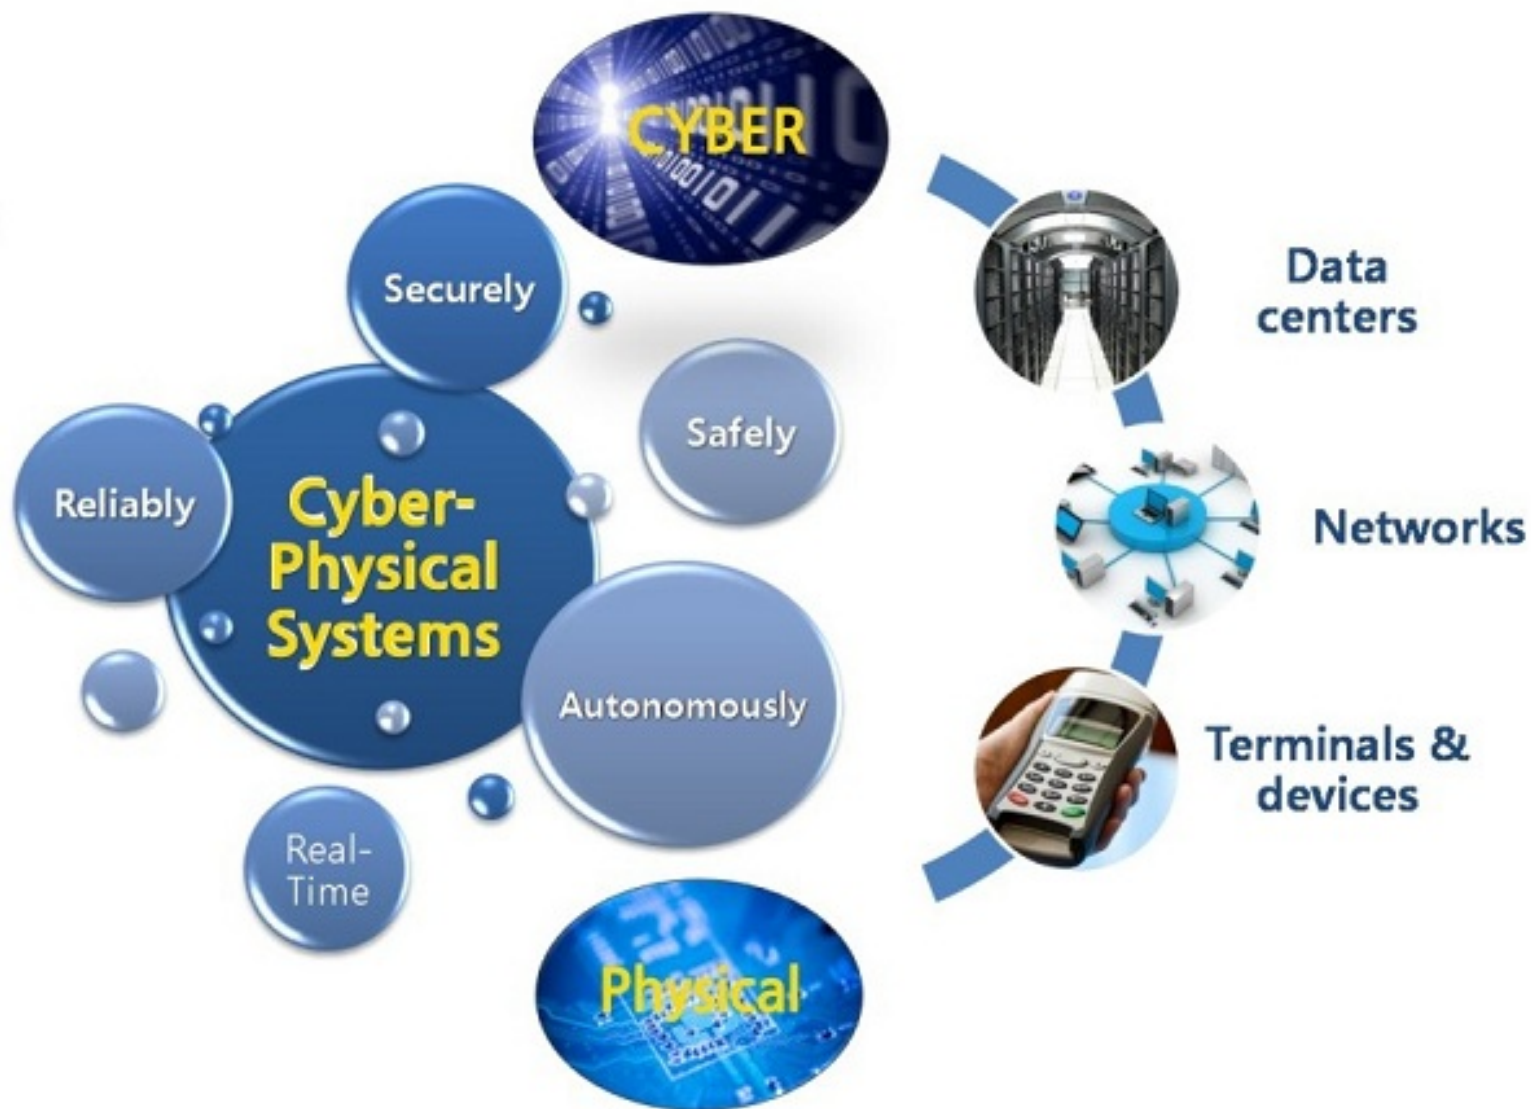 CYBER
Securely
Data
centers
Safely
Reliably
Cyber-
Physical
Systems
Networks
Autonomously
Terminals &
devices
Real-
Time
Physical